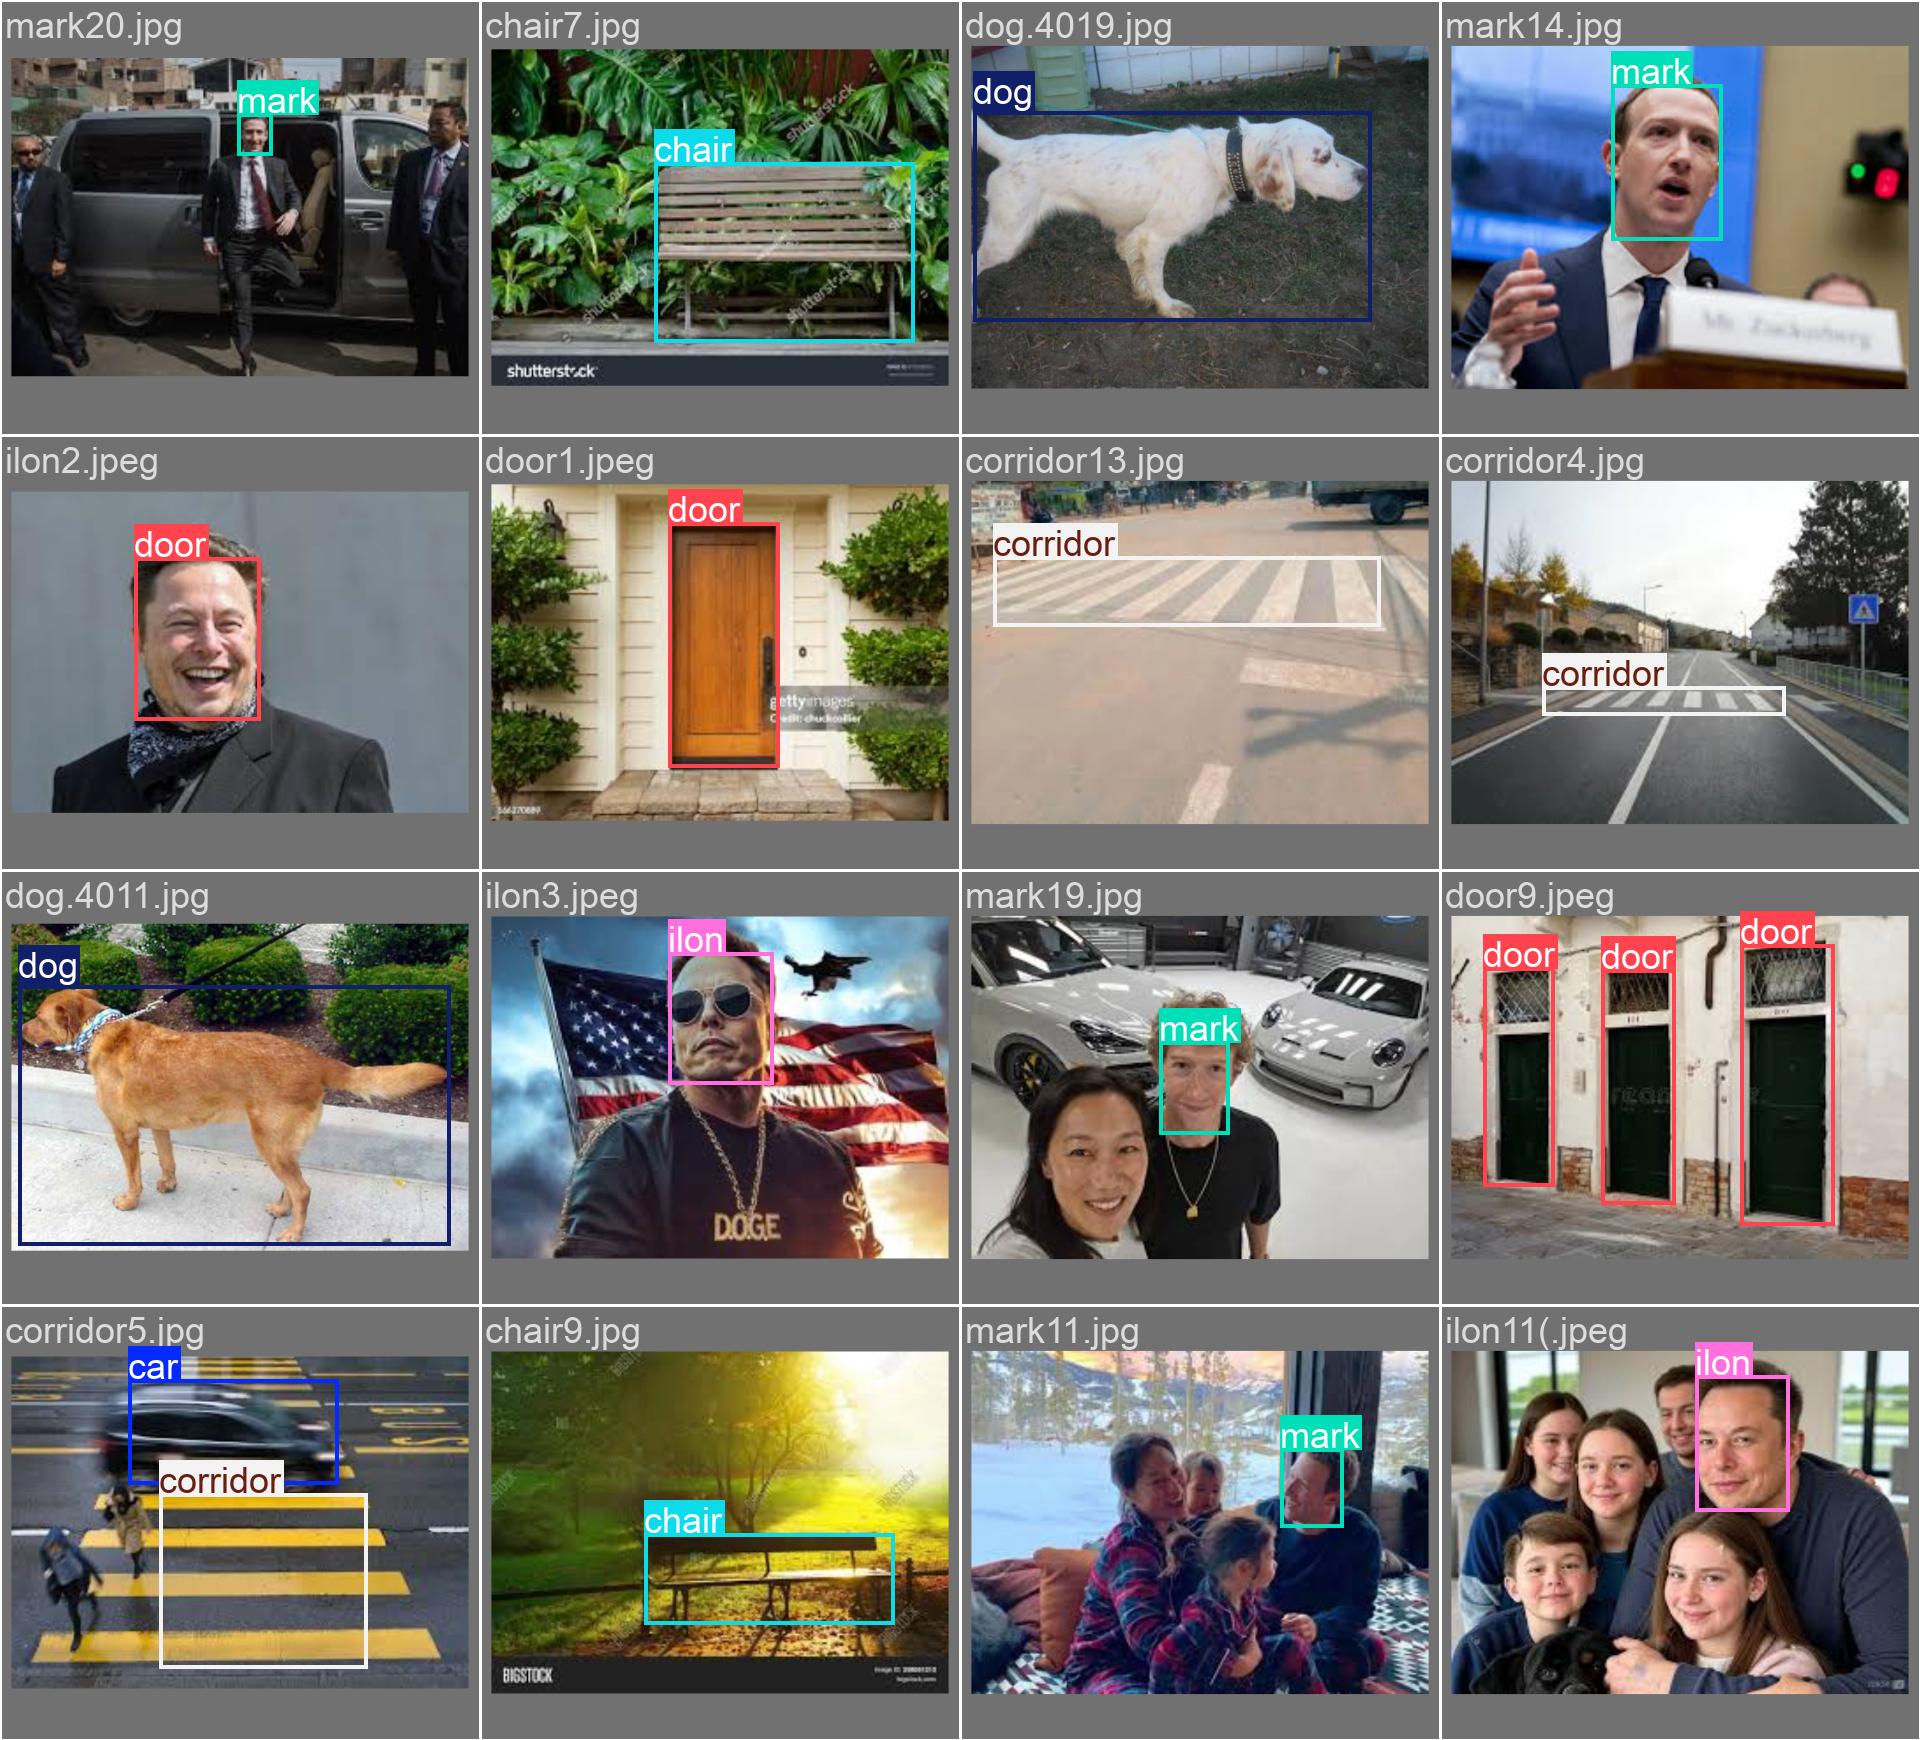 mark20.jpg
chair7.jpg
dog.4019.jpg
mark14.jpg
mark
chair
shutterstock
shutterstock
shutterstock
shutterstock
shutterstock
dog
mark
Mr. Zuckerberg
ilon2.jpeg
door1.jpeg
corridor13.jpg
corridor4.jpg
door
door
gettyimages
Credit: chuckcollier
corridor
corridor
dog.4011.jpg
ilon3.jpeg
mark19.jpg
door9.jpeg
dog
ilon
D.O.G.E
mark
door
door
door
corridor5.jpg
chair9.jpg
mark11.jpg
ilon11(.jpeg
car
corridor
chair
BIGSTOCK
mark
ilon